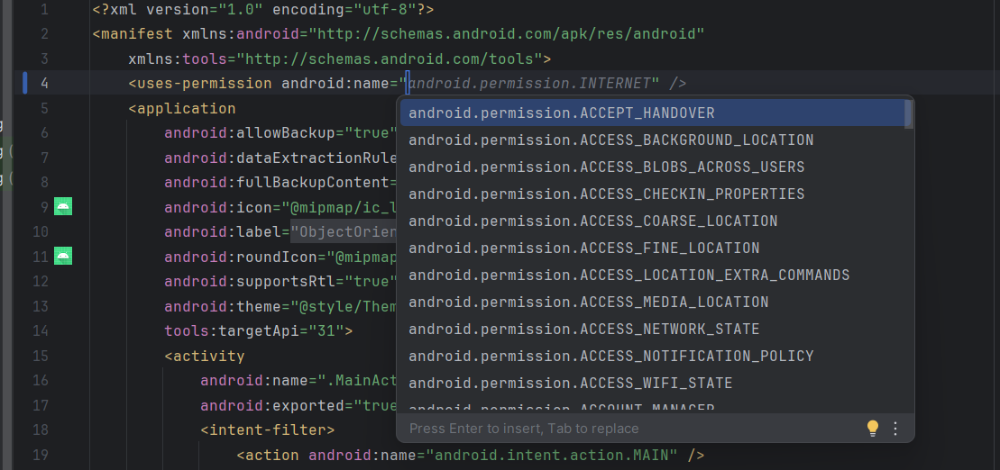 1 <?xml version="1.0" encoding="utf-8"?>
2 <manifest xmlns:android="http://schemas.android.com/apk/res/android"
3 xmlns:tools="http://schemas.android.com/tools">
4 <uses-permission android:name="android.permission.INTERNET" />
5 <application
6 android:allowBackup="true"
7 android:dataExtractionRule
8 android:fullBackupContent=
9 android:icon="@mipmap/ic_l
10 android:label="ObjectOrien
11 android:roundIcon="@mipmap
12 android:supportsRtl="true"
13 android:theme="@style/Them
14 tools:targetApi="31">
15 <activity
16 android:name=".MainAct
17 android:exported="true
18 <intent-filter>
19 <action android:name="android.intent.action.MAIN" />
android.permission.ACCEPT_HANDOVER
android.permission.ACCESS_BACKGROUND_LOCATION
android.permission.ACCESS_BLOBS_ACROSS_USERS
android.permission.ACCESS_CHECKIN_PROPERTIES
android.permission.ACCESS_COARSE_LOCATION
android.permission.ACCESS_FINE_LOCATION
android.permission.ACCESS_LOCATION_EXTRA_COMMANDS
android.permission.ACCESS_MEDIA_LOCATION
android.permission.ACCESS_NETWORK_STATE
android.permission.ACCESS_NOTIFICATION_POLICY
android.permission.ACCESS_WIFI_STATE
android.permission.ACCOUNT_MANAGER
Press Enter to insert, Tab to replace
g
g (
g (